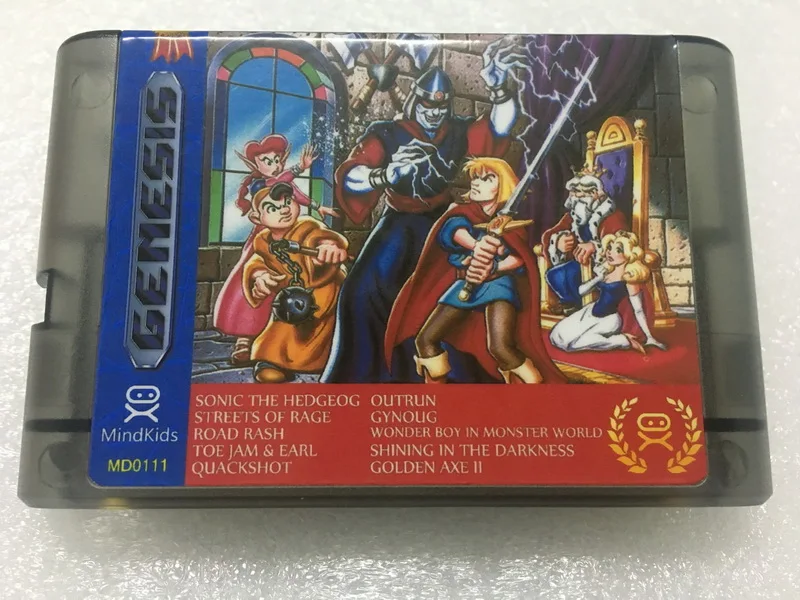 GENESIS
SONIC THE HEDGEOG
STREETS OF RAGE
ROAD RASH
TOE JAM & EARL
QUACKSHOT
OUTRUN
GYNOUG
WONDER BOY IN MONSTER WORLD
SHINING IN THE DARKNESS
GOLDEN AXE II
MindKids
MD0111